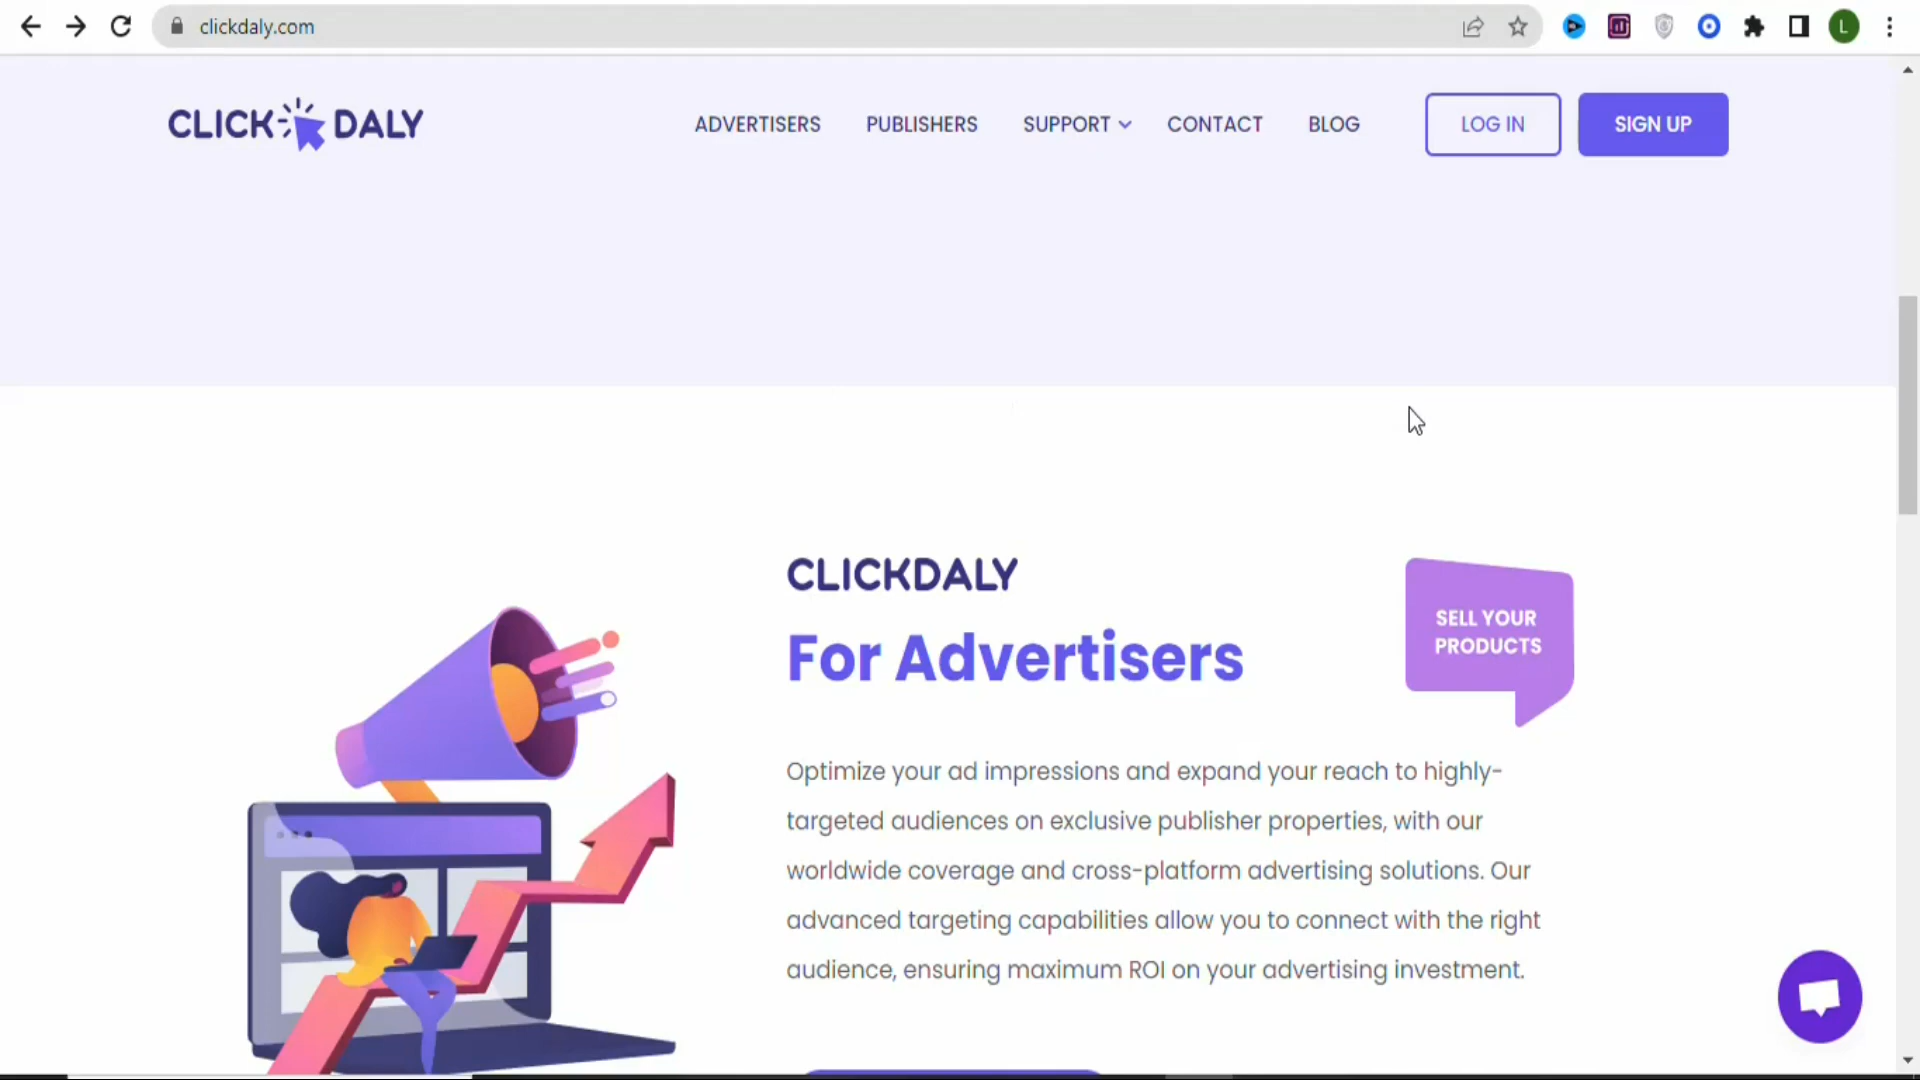 clickdaly.com
L
CLICK DALY
ADVERTISERS PUBLISHERS SUPPORT CONTACT BLOG LOG IN SIGN UP
CLICKDALY
For Advertisers
SELL YOUR
PRODUCTS
Optimize your ad impressions and expand your reach to highly-
targeted audiences on exclusive publisher properties, with our
worldwide coverage and cross-platform advertising solutions. Our
advanced targeting capabilities allow you to connect with the right
audience, ensuring maximum ROI on your advertising investment.